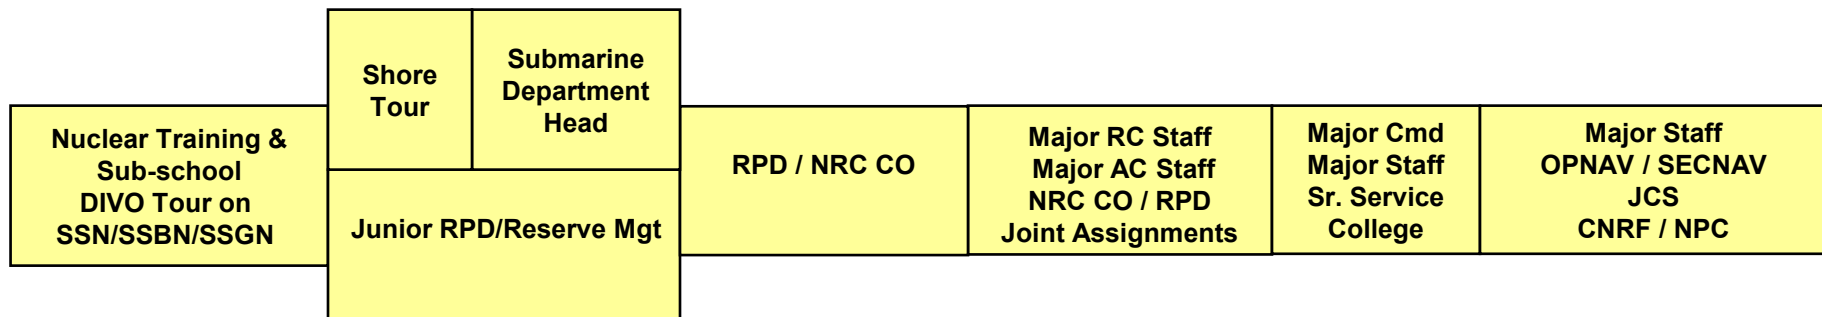 Nuclear Training &
Sub-school
DIVO Tour on
SSN/SSBN/SSGN
Shore
Tour
Submarine
Department
Head
Junior RPD/Reserve Mgt
RPD / NRC CO
Major RC Staff
Major AC Staff
NRC CO / RPD
Joint Assignments
Major Cmd
Major Staff
Sr. Service
College
Major Staff
OPNAV / SECNAV
JCS
CNRF / NPC